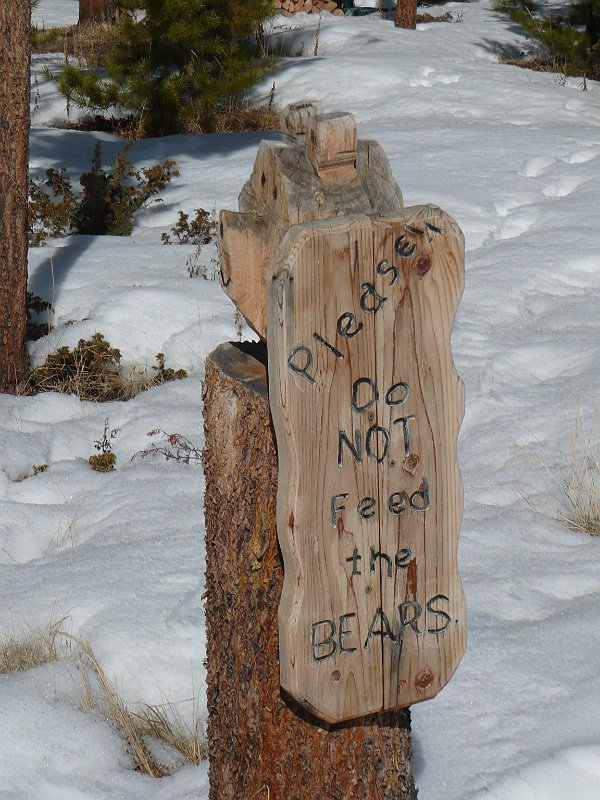 Please!!
Do
NOT
Feed
the
BEARS.